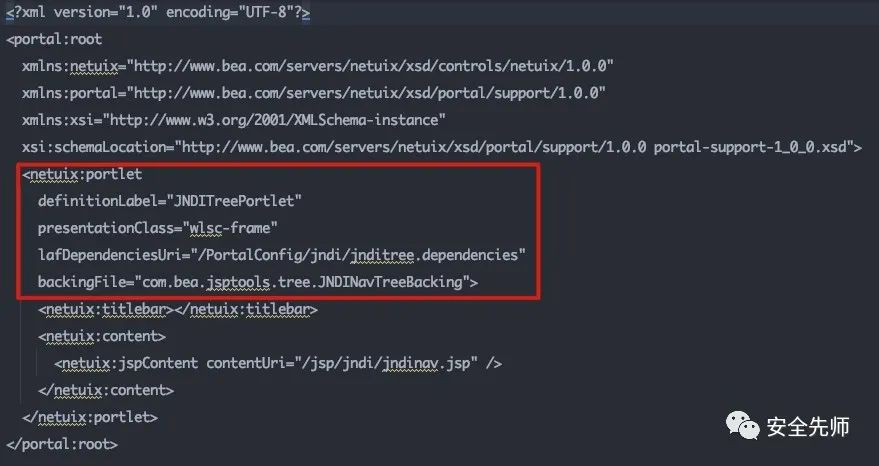 <?xml version="1.0" encoding="UTF-8"?>
<portal:root
xmlns:netuix="http://www.bea.com/servers/netuix/xsd/controls/netuix/1.0.0"
xmlns:portal="http://www.bea.com/servers/netuix/xsd/portal/support/1.0.0"
xmlns:xsi="http://www.w3.org/2001/XMLSchema-instance"
xsi:schemaLocation="http://www.bea.com/servers/netuix/xsd/portal/support/1.0.0 portal-support-1_0_0.xsd">
<netuix:portlet
definitionLabel="JNDITreePortlet"
presentationClass="wlsc-frame"
lafDependenciesUri="/PortalConfig/jndi/jnditree.dependencies"
backingFile="com.bea.jsptools.tree.JNDINavTreeBacking">
<netuix:titlebar></netuix:titlebar>
<netuix:content>
<netuix:jspContent contentUri="/jsp/jndi/jndinav.jsp" />
</netuix:content>
</netuix:portlet>
</portal:root>
安全先师